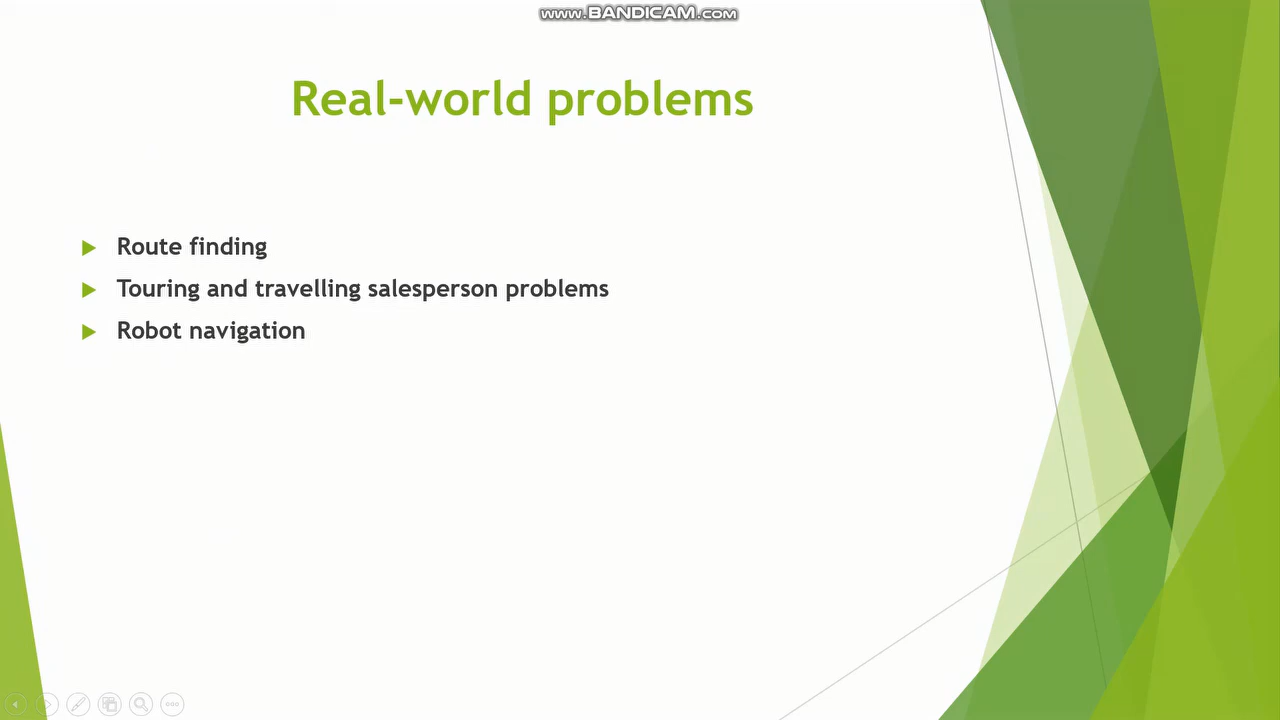 www.BANDICAM.com
Real-world problems
Route finding
Touring and travelling salesperson problems
Robot navigation